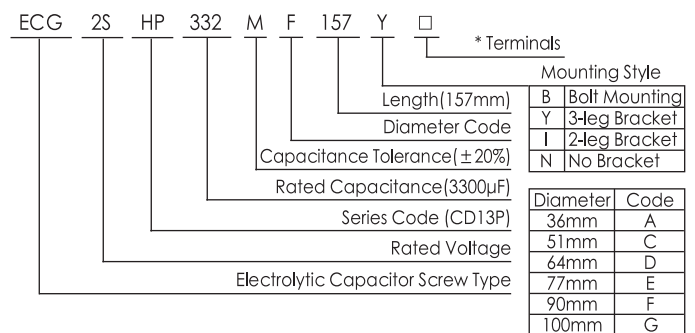 ECG 2S HP 332 M F 157 Y □
* Terminals
Mounting Style
B Bolt Mounting
Y 3-leg Bracket
I 2-leg Bracket
N No Bracket
Length(157mm)
Diameter Code
Capacitance Tolerance(±20%)
Rated Capacitance(3300µF)
Series Code (CD13P)
Rated Voltage
Electrolytic Capacitor Screw Type
Diameter Code
36mm A
51mm C
64mm D
77mm E
90mm F
100mm G